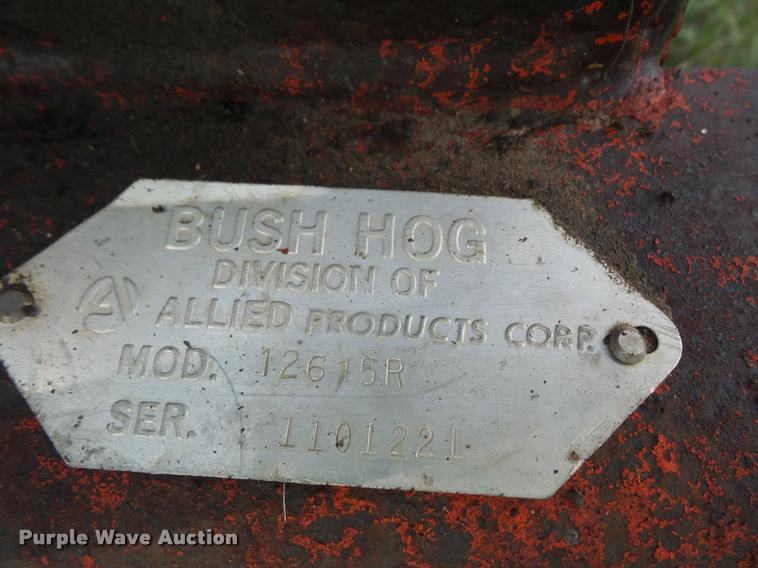 BUSH HOG
DIVISION OF
ALLIED PRODUCTS CORP.
MOD. 12615R
SER. 1101221
Purple Wave Auction